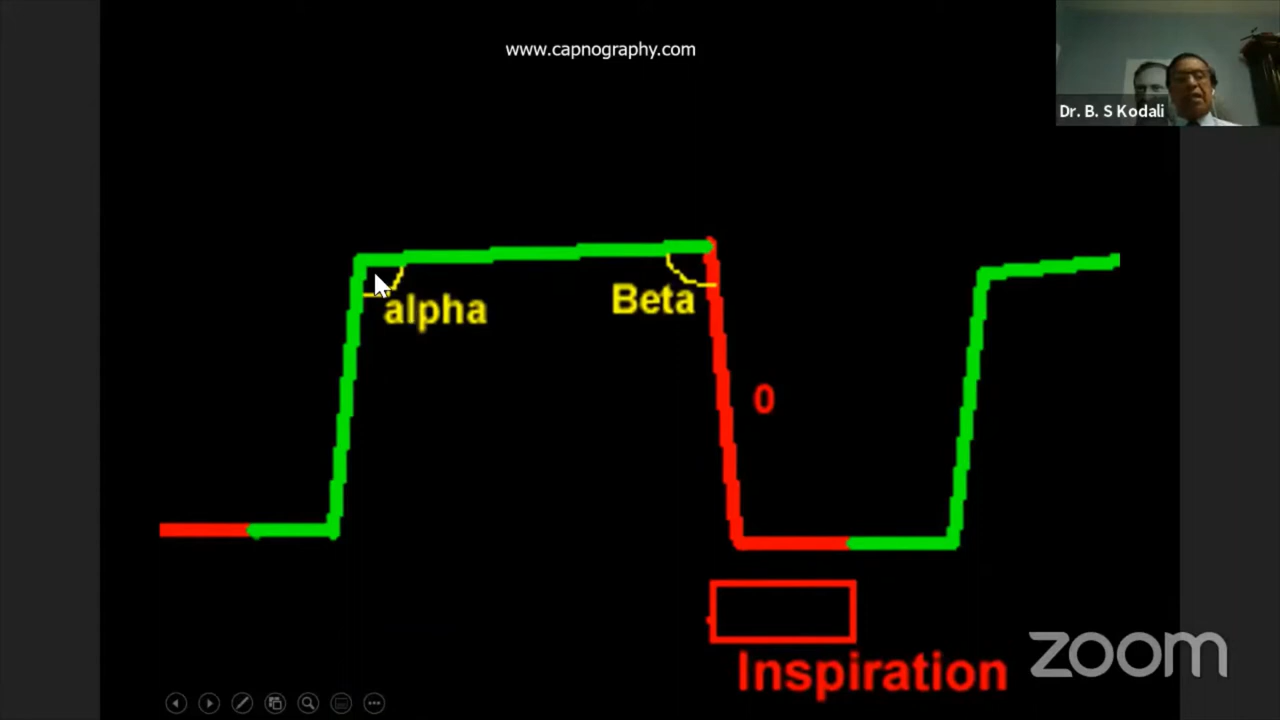 www.capnography.com
Dr. B. S Kodali
alpha
Beta
0
Inspiration
zoom